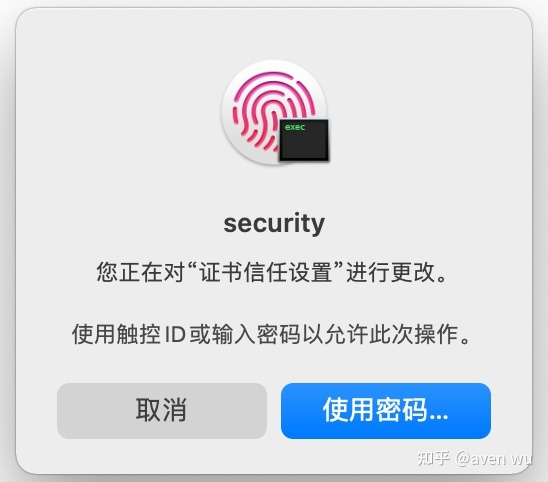 exec
security
您正在对“证书信任设置”进行更改。
使用触控 ID 或输入密码以允许此次操作。
取消
使用密码...
知乎 @aven wu